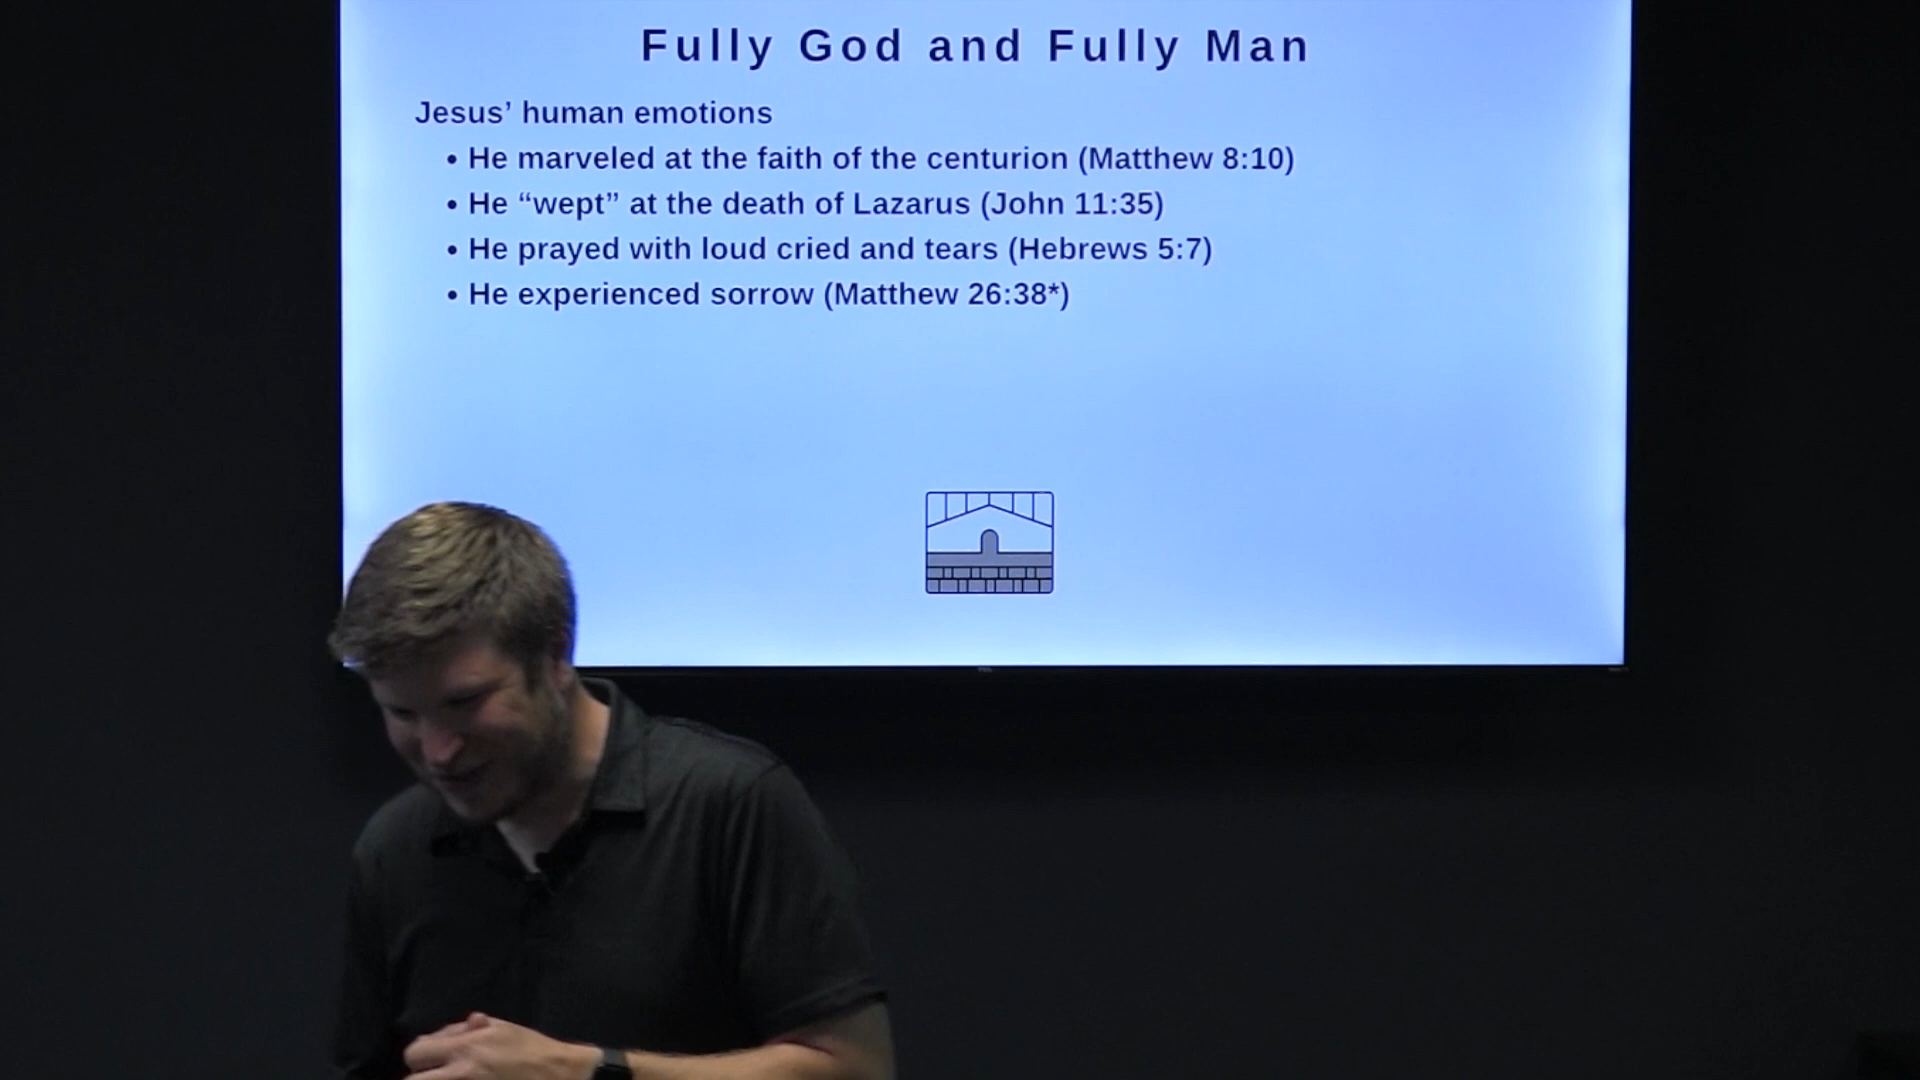 Fully God and Fully Man
Jesus’ human emotions
• He marveled at the faith of the centurion (Matthew 8:10)
• He “wept” at the death of Lazarus (John 11:35)
• He prayed with loud cried and tears (Hebrews 5:7)
• He experienced sorrow (Matthew 26:38*)